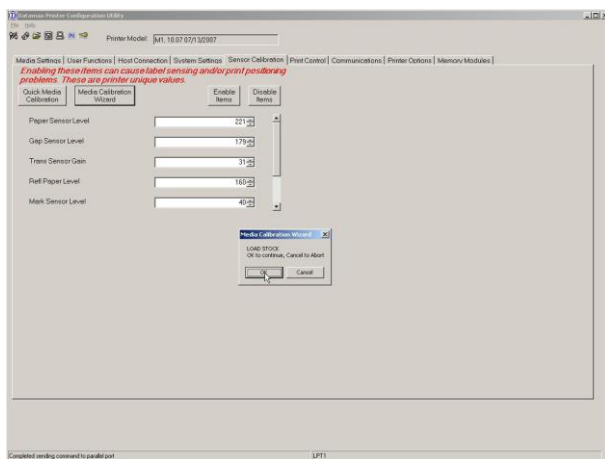 Datamax Printer Configuration Utility
File Help
Printer Model: M1, 10.07 07/13/2007
Media Settings User Functions Host Connection System Settings Sensor Calibration Print Control Communications Printer Options Memory Modules
Enabling these items can cause label sensing and/or print positioning
problems. These are printer unique values.
Quick Media Calibration
Media Calibration Wizard
Enable Items
Disable Items
Paper Sensor Level 221
Gap Sensor Level 179
Trans Sensor Gain 31
Refl Paper Level 160
Mark Sensor Level 40
Media Calibration Wizard
LOAD STOCK
OK to continue, Cancel to Abort
OK Cancel
Completed sending command to parallel port LPT1